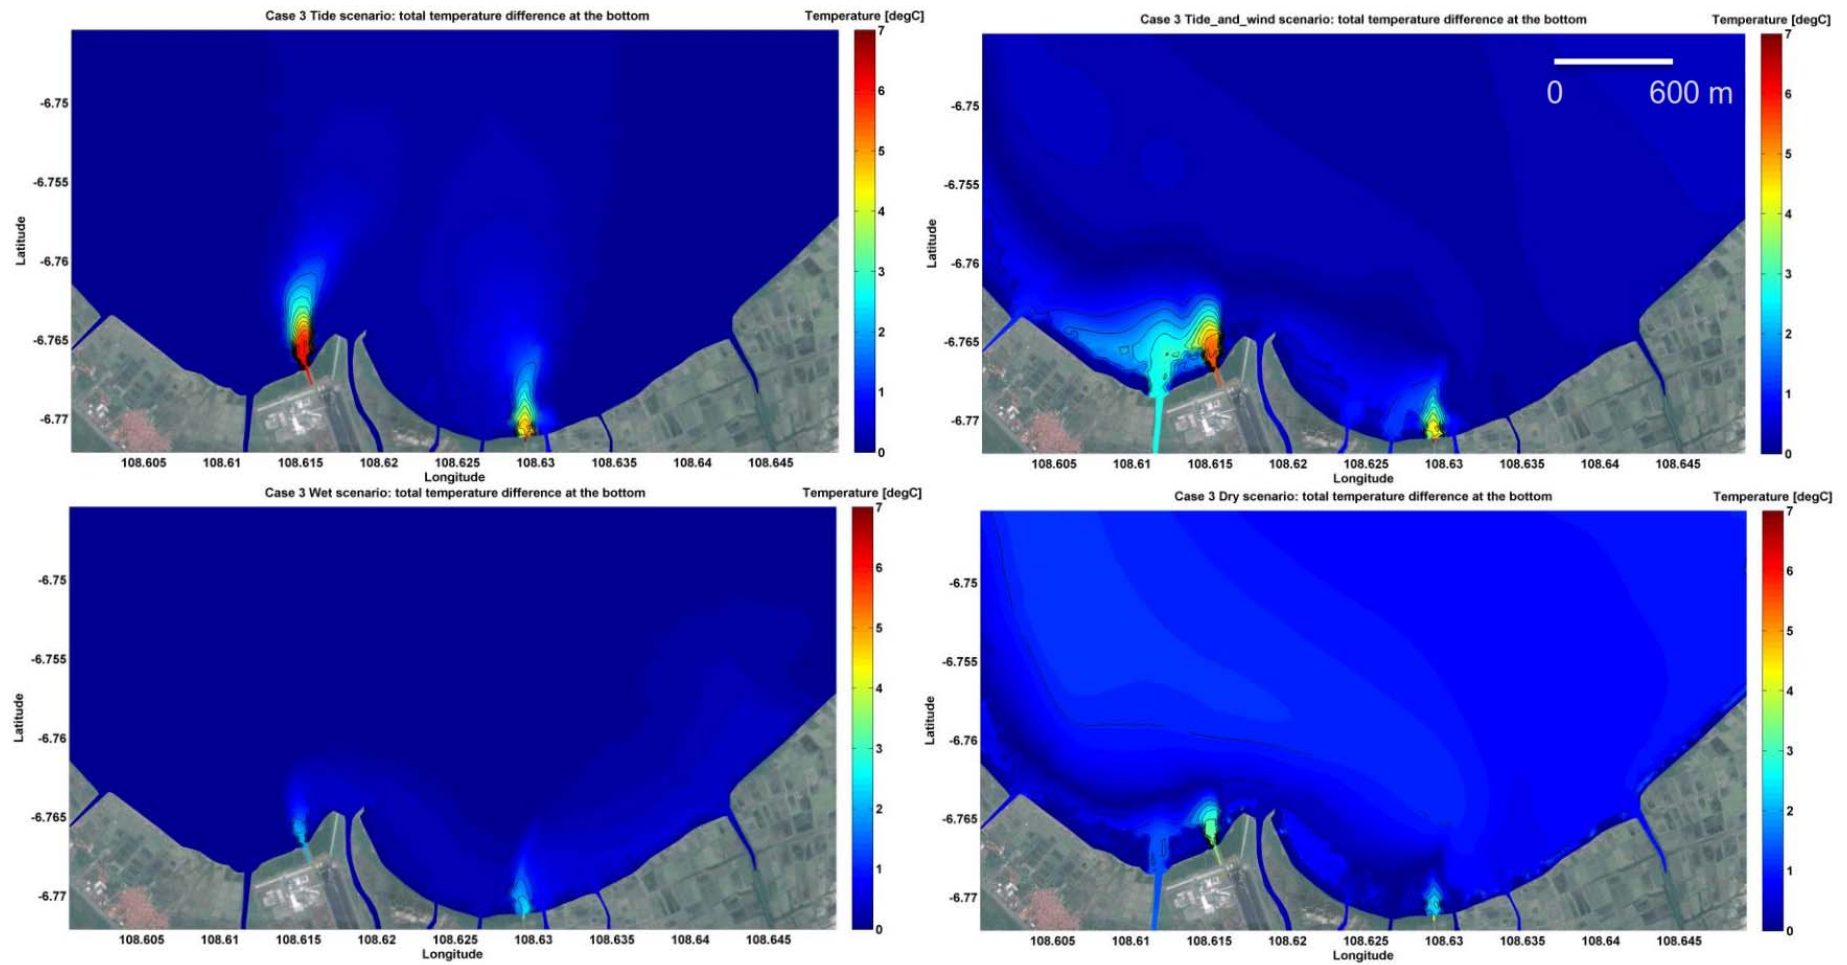 Case 3 Tide scenario: total temperature difference at the bottom
Temperature [degC]
7
6
5
4
3
2
1
0
-6.75
-6.755
-6.76
-6.765
-6.77
Latitude
108.605 108.61 108.615 108.62 108.625 108.63 108.635 108.64 108.645
Longitude
Case 3 Tide_and_wind scenario: total temperature difference at the bottom
Temperature [degC]
0 600 m
7
6
5
4
3
2
1
0
-6.75
-6.755
-6.76
-6.765
-6.77
Latitude
108.605 108.61 108.615 108.62 108.625 108.63 108.635 108.64 108.645
Longitude
Case 3 Wet scenario: total temperature difference at the bottom
Temperature [degC]
7
6
5
4
3
2
1
0
-6.75
-6.755
-6.76
-6.765
-6.77
Latitude
108.605 108.61 108.615 108.62 108.625 108.63 108.635 108.64 108.645
Longitude
Case 3 Dry scenario: total temperature difference at the bottom
Temperature [degC]
7
6
5
4
3
2
1
0
-6.75
-6.755
-6.76
-6.765
-6.77
Latitude
108.605 108.61 108.615 108.62 108.625 108.63 108.635 108.64 108.645
Longitude